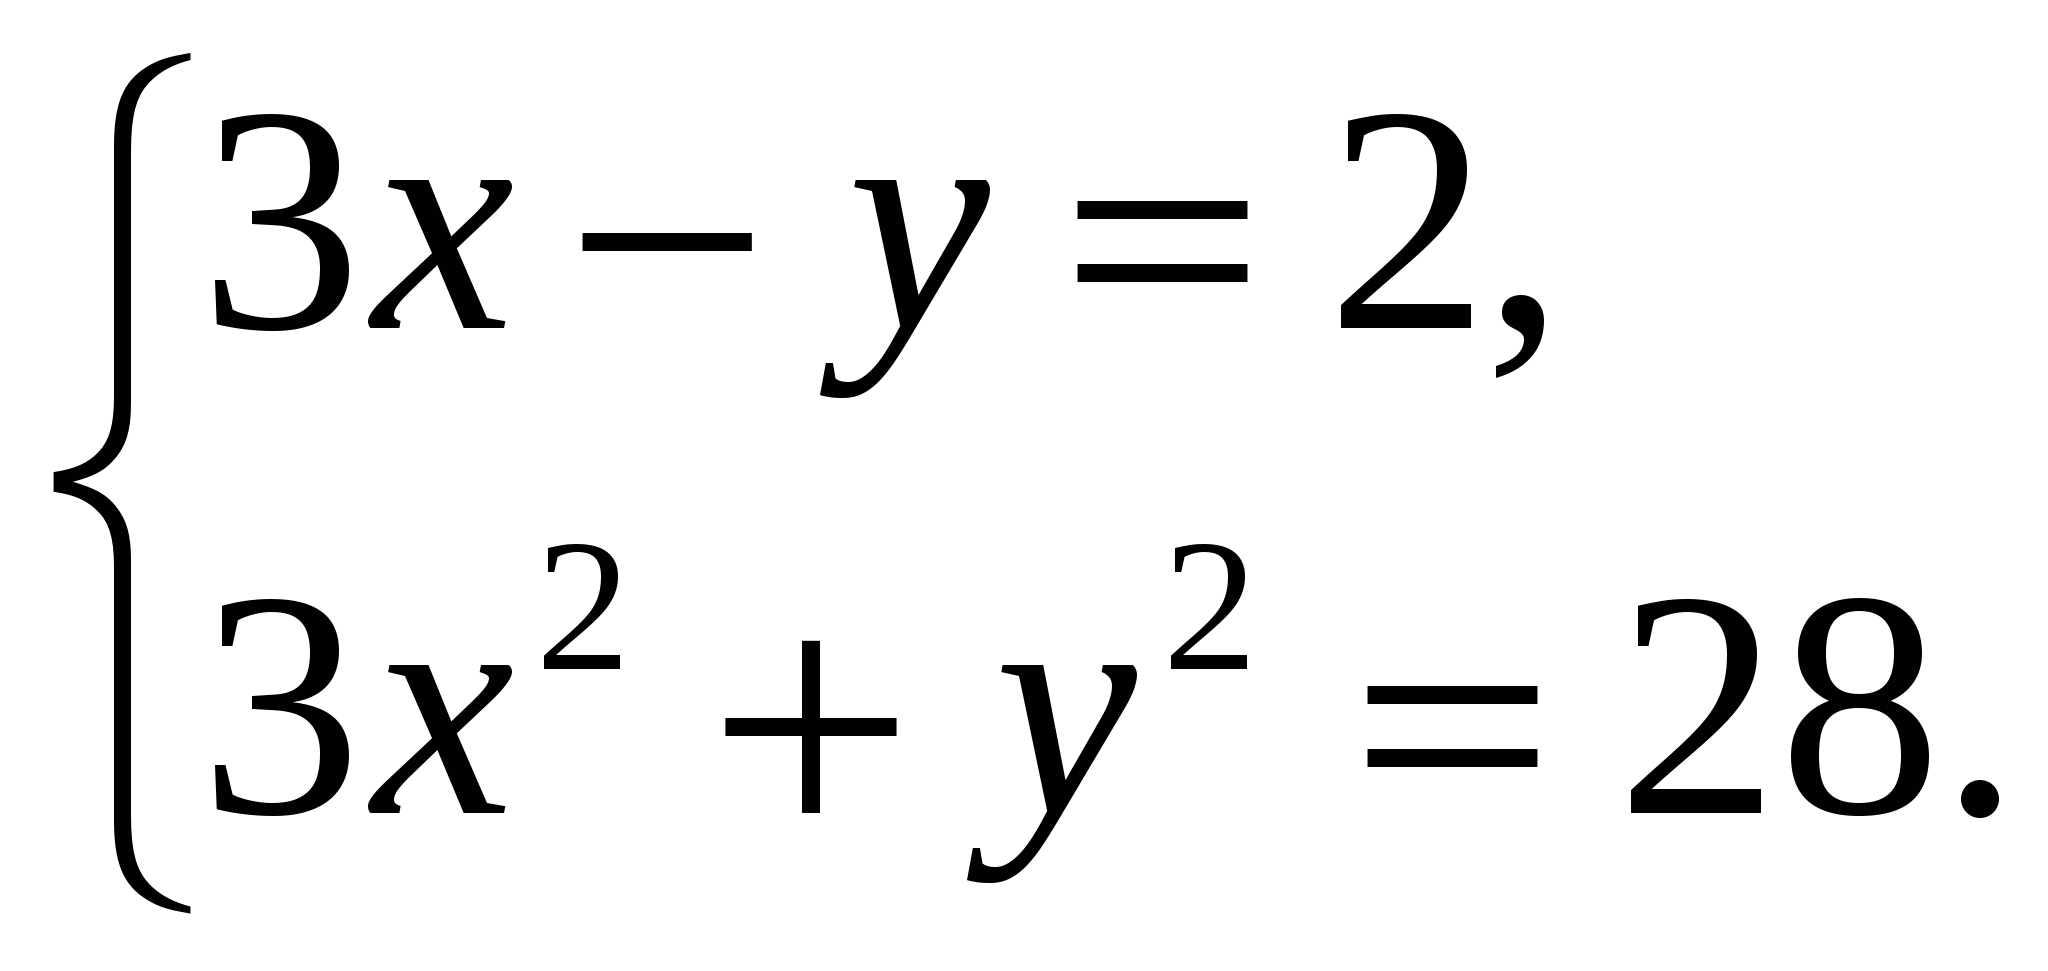 3x − y = 2,
3x² + y² = 28.